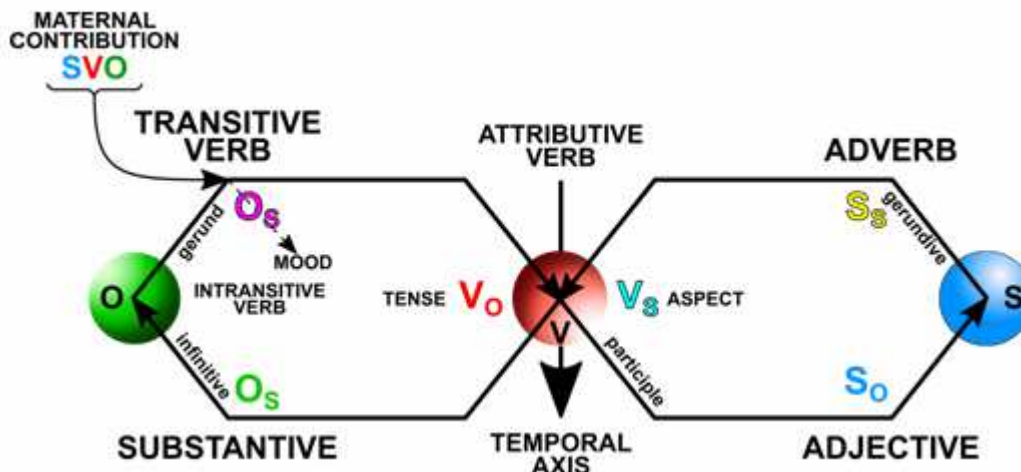 MATERNAL
CONTRIBUTION
SVO
TRANSITIVE
VERB
ATTRIBUTIVE
VERB
ADVERB
gerund
OS
MOOD
SS
gerundive
O
INTRANSITIVE
VERB
TENSE
VO
VS
ASPECT
S
V
infinitive
OS
participle
SO
SUBSTANTIVE
TEMPORAL
AXIS
ADJECTIVE